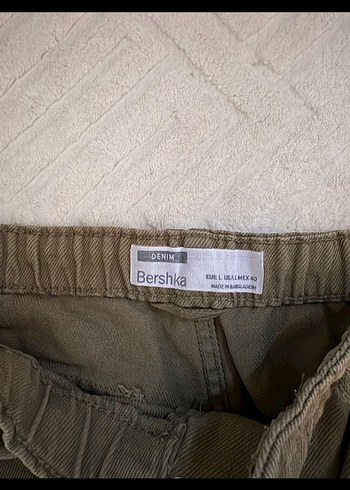 DENIM
Bershka
EUR L USA L MEX 40
MADE IN BANGLADESH